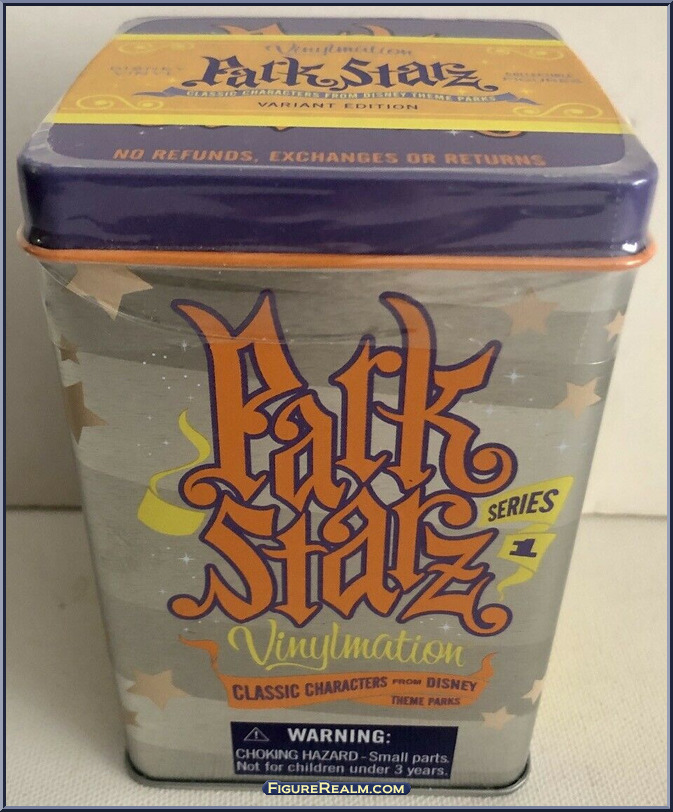 Vinylmation
Park Starz
CLASSIC CHARACTERS FROM DISNEY THEME PARKS
VARIANT EDITION
NO REFUNDS, EXCHANGES OR RETURNS
Park
Starz
SERIES
1
Vinylmation
CLASSIC CHARACTERS FROM DISNEY
THEME PARKS
WARNING:
CHOKING HAZARD - Small parts.
Not for children under 3 years.
FIGUREREALM.COM